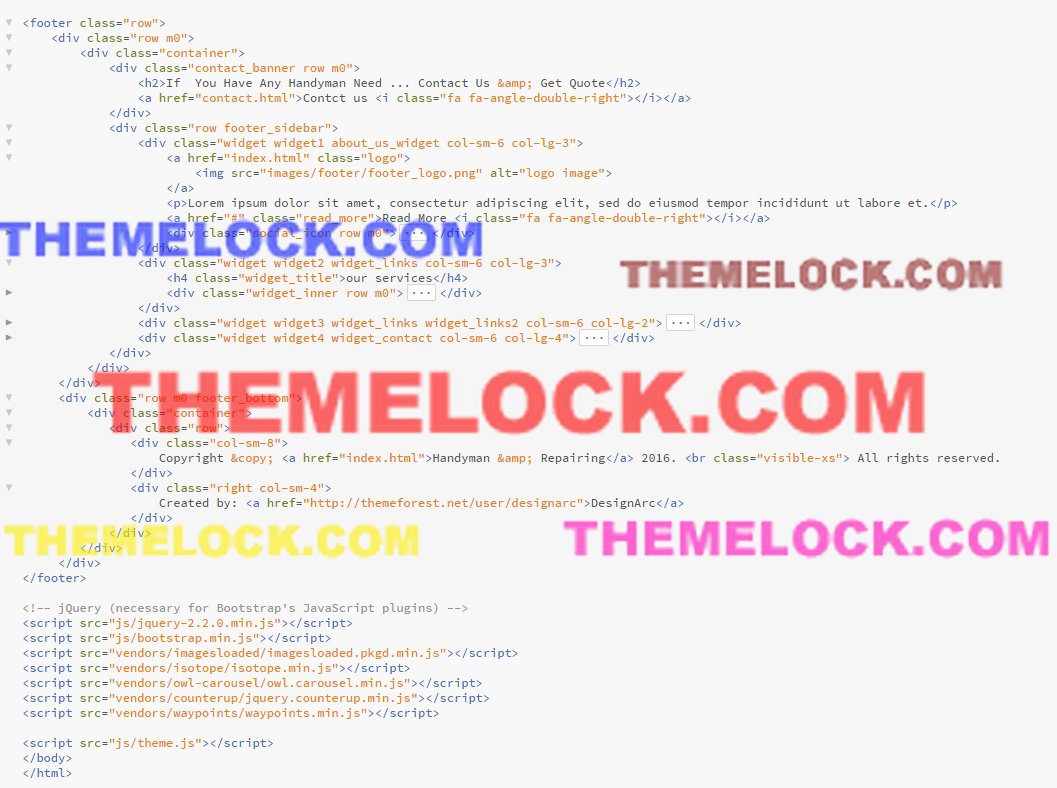 <footer class="row">
<div class="row m0">
<div class="container">
<div class="contact_banner row m0">
<h2>If  You Have Any Handyman Need ... Contact Us &amp; Get Quote</h2>
<a href="contact.html">Contct us <i class="fa fa-angle-double-right"></i></a>
</div>
<div class="row footer_sidebar">
<div class="widget widget1 about_us_widget col-sm-6 col-lg-3">
<a href="index.html" class="logo">
<img src="images/footer/footer_logo.png" alt="logo image">
</a>
<p>Lorem ipsum dolor sit amet, consectetur adipiscing elit, sed do eiusmod tempor incididunt ut labore et.</p>
<a href="#" class="read_more">Read More <i class="fa fa-angle-double-right"></i></a>
THEMELOCK.COM
<div class="social_icon row m0"> ... </div>
</div>
<div class="widget widget2 widget_links col-sm-6 col-lg-3">
THEMELOCK.COM
<h4 class="widget_title">our services</h4>
<div class="widget_inner row m0"> ... </div>
</div>
<div class="widget widget3 widget_links widget_links2 col-sm-6 col-lg-2"> ... </div>
<div class="widget widget4 widget_contact col-sm-6 col-lg-4"> ... </div>
</div>
</div>
</div>
THEMELOCK.COM
<div class="row m0 footer_bottom">
<div class="container">
<div class="row">
<div class="col-sm-8">
Copyright &copy; <a href="index.html">Handyman &amp; Repairing</a> 2016. <br class="visible-xs"> All rights reserved.
</div>
<div class="right col-sm-4">
Created by: <a href="http://themeforest.net/user/designarc">DesignArc</a>
</div>
</div>
THEMELOCK.COM
THEMELOCK.COM
</div>
</div>
</footer>
<!-- jQuery (necessary for Bootstrap's JavaScript plugins) -->
<script src="js/jquery-2.2.0.min.js"></script>
<script src="js/bootstrap.min.js"></script>
<script src="vendors/imagesloaded/imagesloaded.pkgd.min.js"></script>
<script src="vendors/isotope/isotope.min.js"></script>
<script src="vendors/owl-carousel/owl.carousel.min.js"></script>
<script src="vendors/counterup/jquery.counterup.min.js"></script>
<script src="vendors/waypoints/waypoints.min.js"></script>
<script src="js/theme.js"></script>
</body>
</html>